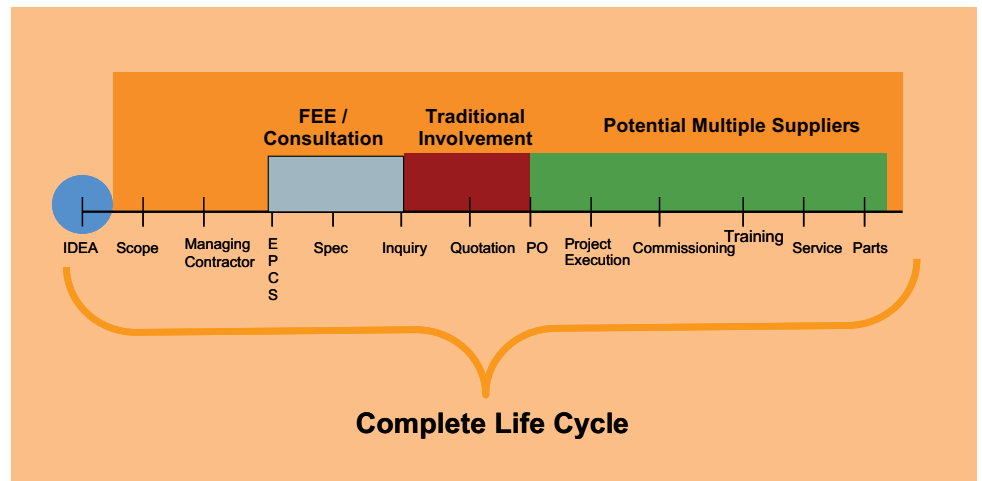 FEE /
Consultation
Traditional
Involvement
Potential Multiple Suppliers
IDEA
Scope
Managing
Contractor
E
P
C
S
Spec
Inquiry
Quotation
PO
Project
Execution
Commissioning
Training
Service
Parts
Complete Life Cycle